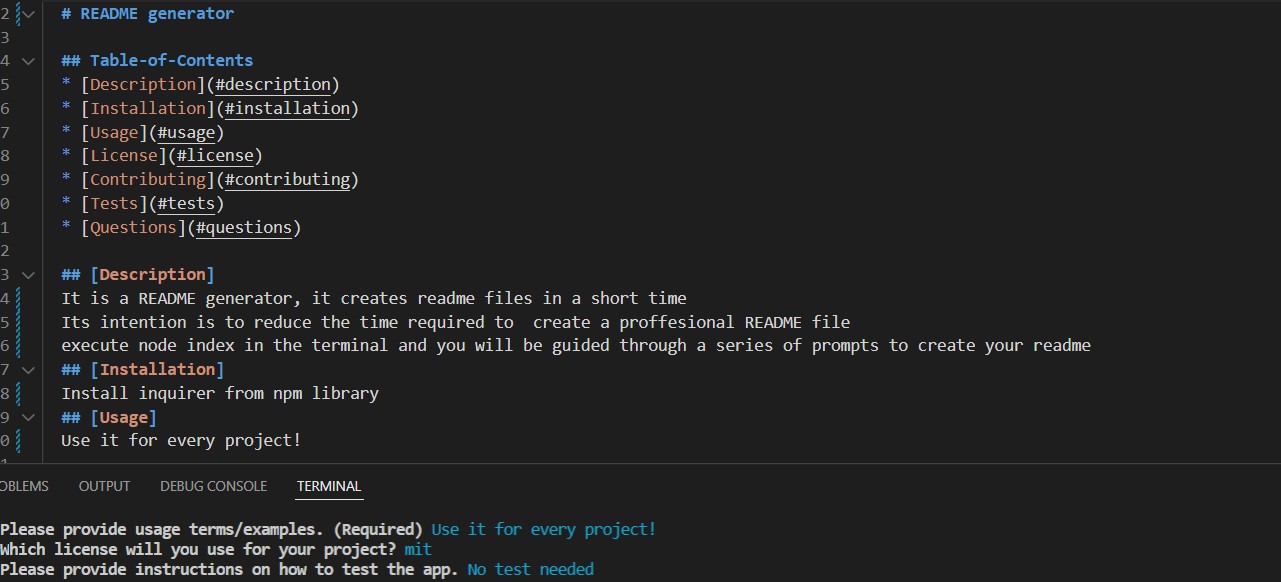 2 # README generator
3
4 ## Table-of-Contents
5 * [Description](#description)
6 * [Installation](#installation)
7 * [Usage](#usage)
8 * [License](#license)
9 * [Contributing](#contributing)
0 * [Tests](#tests)
1 * [Questions](#questions)
2
3 ## [Description]
4 It is a README generator, it creates readme files in a short time
5 Its intention is to reduce the time required to  create a proffesional README file
6 execute node index in the terminal and you will be guided through a series of prompts to create your readme
7 ## [Installation]
8 Install inquirer from npm library
9 ## [Usage]
0 Use it for every project!
OBLEMS OUTPUT DEBUG CONSOLE TERMINAL
Please provide usage terms/examples. (Required) Use it for every project!
Which license will you use for your project? mit
Please provide instructions on how to test the app. No test needed